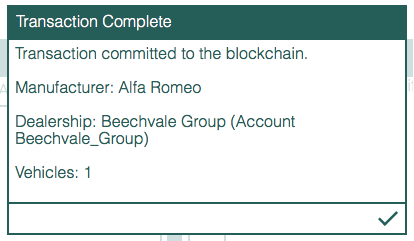 Transaction Complete
Transaction committed to the blockchain.
Manufacturer: Alfa Romeo
Dealership: Beechvale Group (Account
Beechvale_Group)
Vehicles: 1